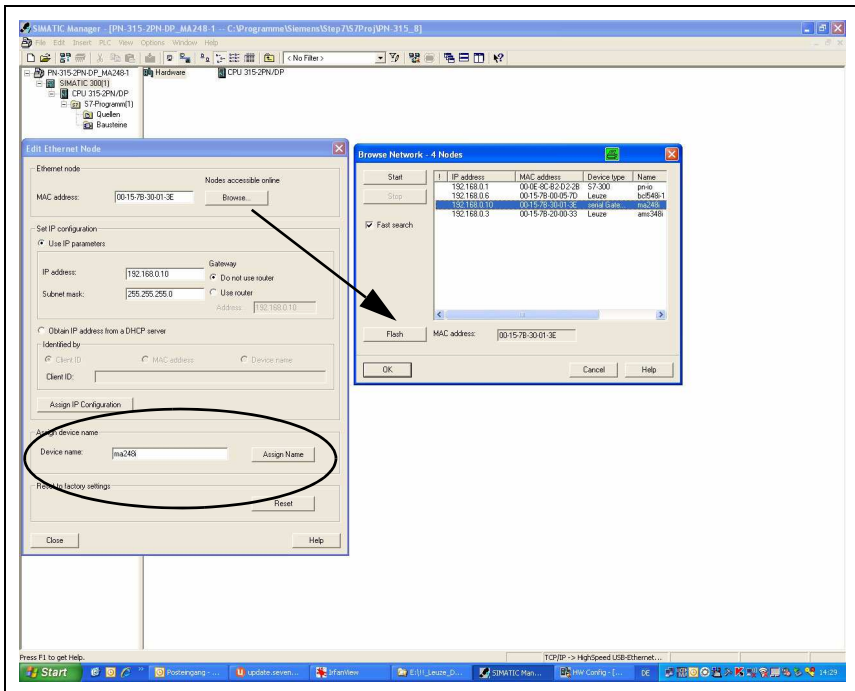 SIMATIC Manager - [PN-315-2PN-DP_MA248-1 -- C:\Programme\Siemens\Step7\S7Proj\PN-315_8]
File Edit Insert PLC View Options Window Help
< No Filter >
PN-315-2PN-DP_MA248-1
SIMATIC 300(1)
CPU 315-2PN/DP
S7-Programm(1)
Quellen
Bausteine
Hardware
CPU 315-2PN/DP
Edit Ethernet Node
Ethernet node
Nodes accessible online
MAC address:
00-15-7B-30-01-3E
Browse...
Set IP configuration
Use IP parameters
Gateway
IP address:
192.168.0.10
Do not use router
Subnet mask:
255.255.255.0
Use router
Address:
192.168.0.10
Obtain IP address from a DHCP server
Identified by
Client ID
MAC address
Device name
Client ID:
Assign IP Configuration
Assign device name
Device name:
ma248i
Assign Name
Reset to factory settings
Reset
Close
Help
Browse Network - 4 Nodes
Start
Stop
Fast search
! IP address MAC address Device type Name
192.168.0.1 00-0E-8C-B2-D2-2B S7-300 pn-io
192.168.0.6 00-15-7B-00-05-7D Leuze bcl548i-1
192.168.0.10 00-15-7B-30-01-3E serial Gate... ma248i
192.168.0.3 00-15-7B-20-00-33 Leuze ams348i
Flash
MAC address:
00-15-7B-30-01-3E
OK
Cancel
Help
Press F1 to get Help.
TCP/IP -> HighSpeed USB-Ethernet...
Start
Posteingang - ...
update.seven...
IrfanView
E:\!!_Leuze_D...
SIMATIC Man...
HW Config - [...
DE
14:29